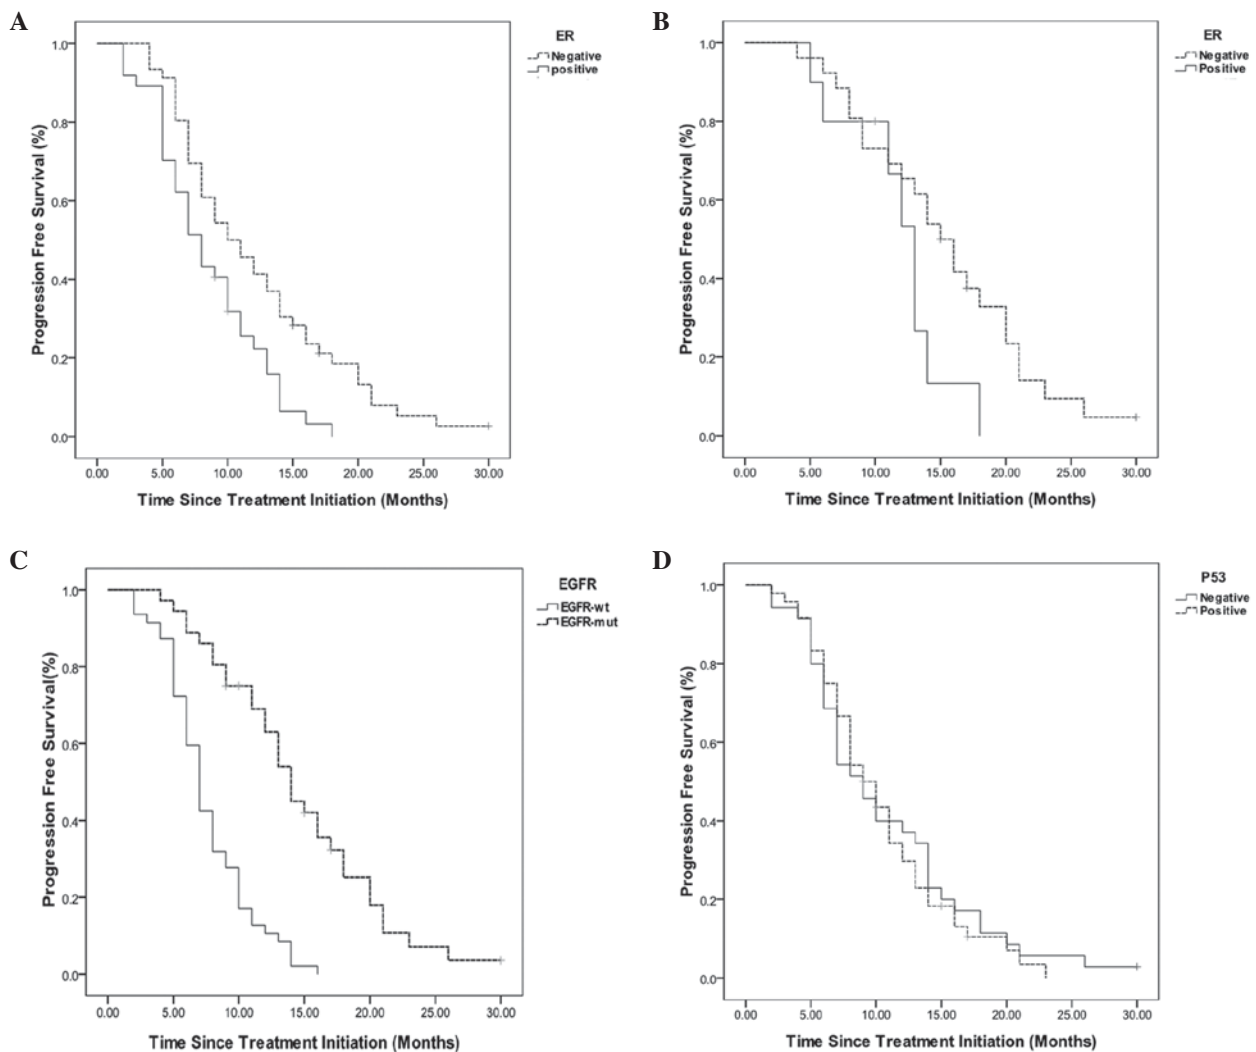 A
ER
Negative
positive
1.0
0.8
0.6
0.4
0.2
0.0
Progression Free Survival (%)
0.00 5.00 10.00 15.00 20.00 25.00 30.00
Time Since Treatment Initiation (Months)
B
ER
Negative
Positive
1.0
0.8
0.6
0.4
0.2
0.0
Progression Free Survival (%)
0.00 5.00 10.00 15.00 20.00 25.00 30.00
Time Since Treatment Initiation (Months)
C
EGFR
EGFR-wt
EGFR-mut
1.0
0.8
0.6
0.4
0.2
0.0
Progression Free Survival(%)
0.00 5.00 10.00 15.00 20.00 25.00 30.00
Time Since Treatment Initiation (Months)
D
P53
Negative
Positive
1.0
0.8
0.6
0.4
0.2
0.0
Progression Free Survival (%)
0.00 5.00 10.00 15.00 20.00 25.00 30.00
Time Since Treatment Initiation (Months)